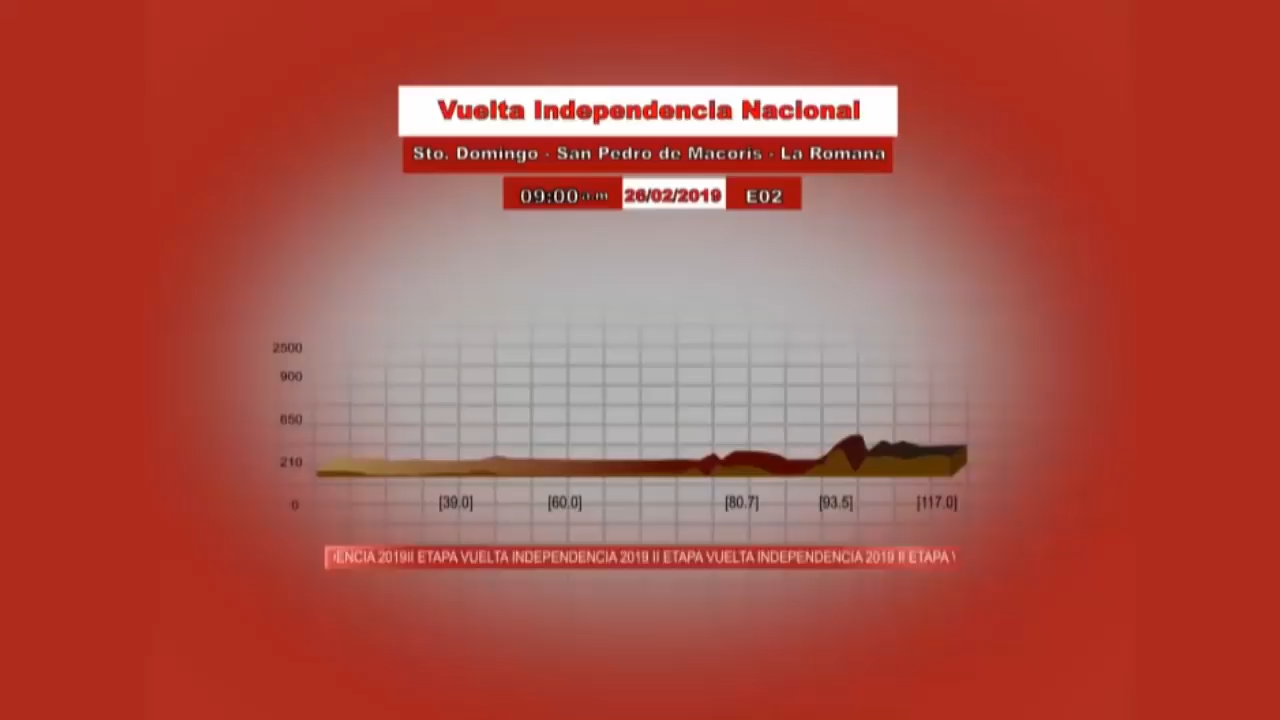 Vuelta Independencia Nacional
Sto. Domingo - San Pedro de Macoris - La Romana
09:00 a.m 26/02/2019 E02
2500
900
650
210
0
[39.0] [60.0] [80.7] [93.5] [117.0]
ENCIA 2019II ETAPA VUELTA INDEPENDENCIA 2019 II ETAPA VUELTA INDEPENDENCIA 2019 II ETAPA V